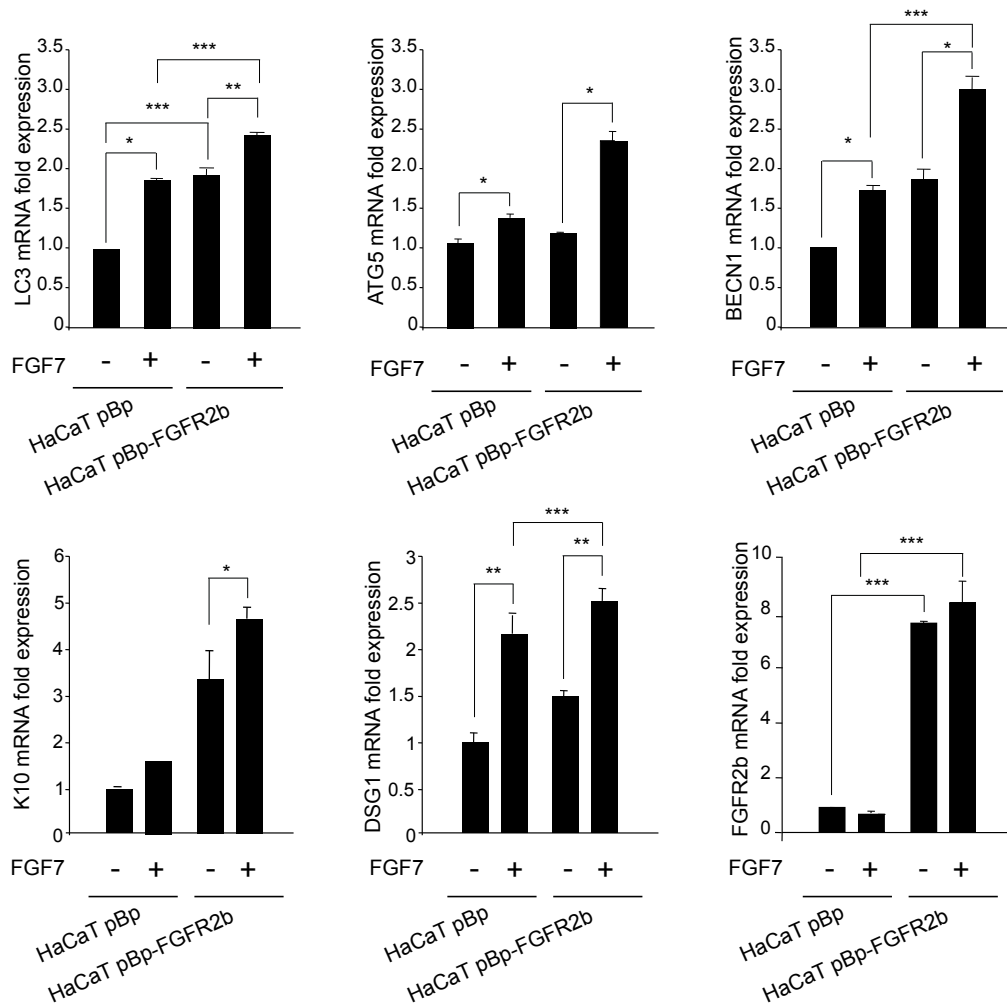 LC3 mRNA fold expression
3.5
3.0
2.5
2.0
1.5
1.0
0.5
0
***
**
***
*
FGF7
- + - +
HaCaT pBp
HaCaT pBp-FGFR2b
ATG5 mRNA fold expression
3.5
3.0
2.5
2.0
1.5
1.0
0.5
0
*
*
FGF7
- + - +
HaCaT pBp
HaCaT pBp-FGFR2b
BECN1 mRNA fold expression
3.5
3.0
2.5
2.0
1.5
1.0
0.5
0
***
*
*
FGF7
- + - +
HaCaT pBp
HaCaT pBp-FGFR2b
K10 mRNA fold expression
6
5
4
3
2
1
0
*
FGF7
- + - +
HaCaT pBp
HaCaT pBp-FGFR2b
DSG1 mRNA fold expression
3
2.5
2
1.5
1
0.5
0
***
**
**
FGF7
- + - +
HaCaT pBp
HaCaT pBp-FGFR2b
FGFR2b mRNA fold expression
10
8
6
4
2
0
***
***
FGF7
- + - +
HaCaT pBp
HaCaT pBp-FGFR2b